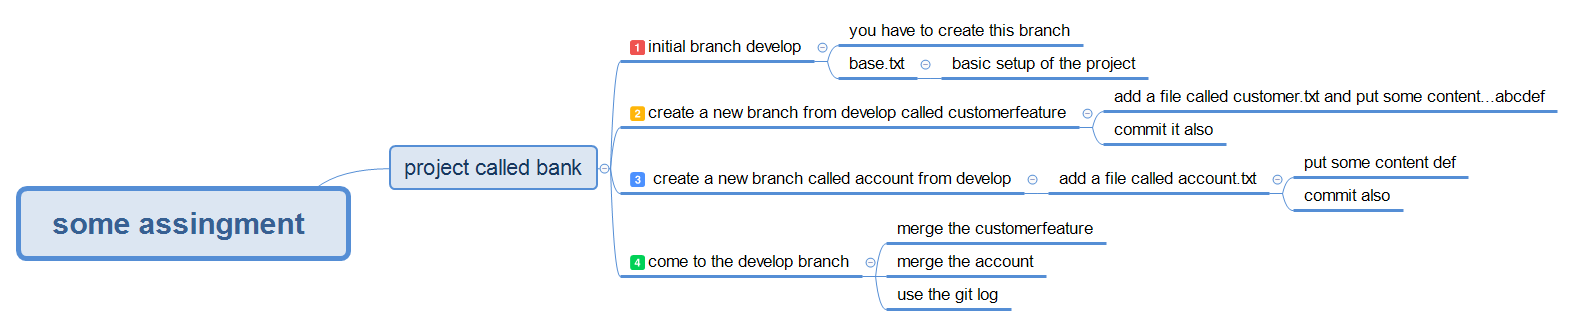 some assingment
project called bank
1 initial branch develop
you have to create this branch
base.txt
basic setup of the project
2 create a new branch from develop called customerfeature
add a file called customer.txt and put some content...abcdef
commit it also
3 create a new branch called account from develop
add a file called account.txt
put some content def
commit also
4 come to the develop branch
merge the customerfeature
merge the account
use the git log